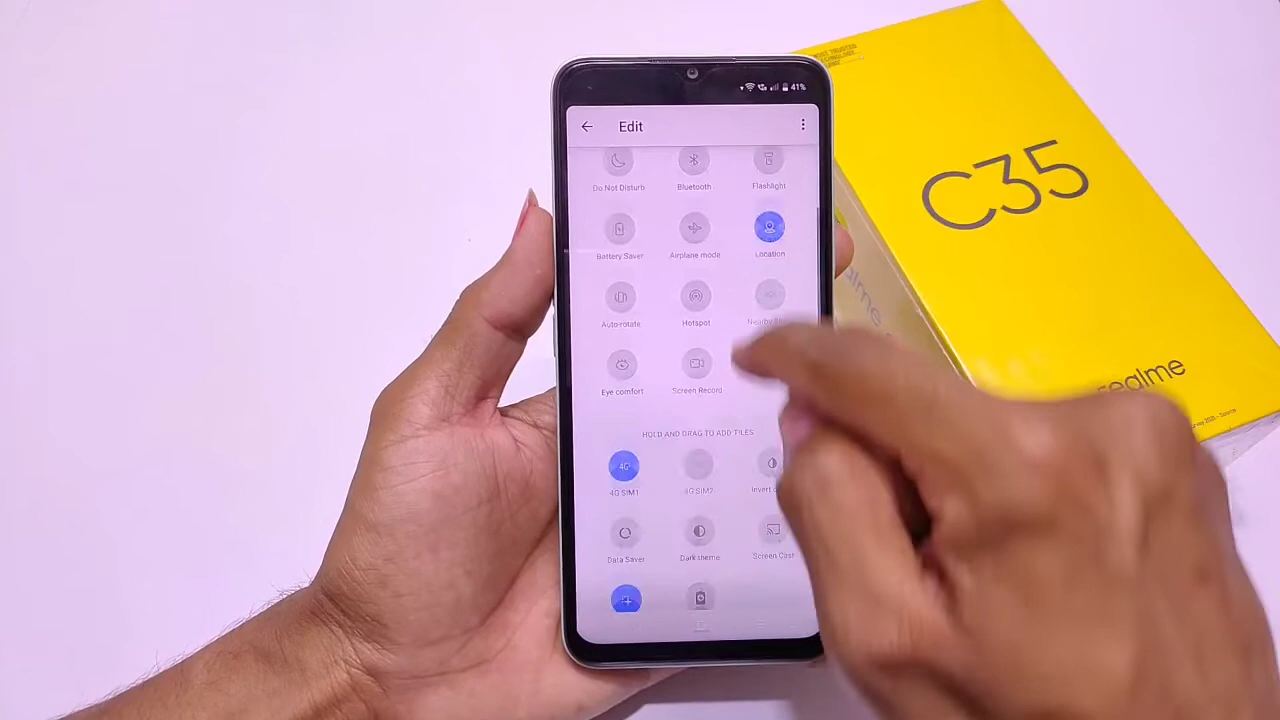 41%
Edit
Do Not Disturb
Bluetooth
Flashlight
Battery Saver
Airplane mode
Location
Auto-rotate
Hotspot
Nearby
Eye comfort
Screen Record
HOLD AND DRAG TO ADD TILES
4G
4G SIM1
4G SIM2
Invert
Data Saver
Dark theme
Screen Cast
C35
realme